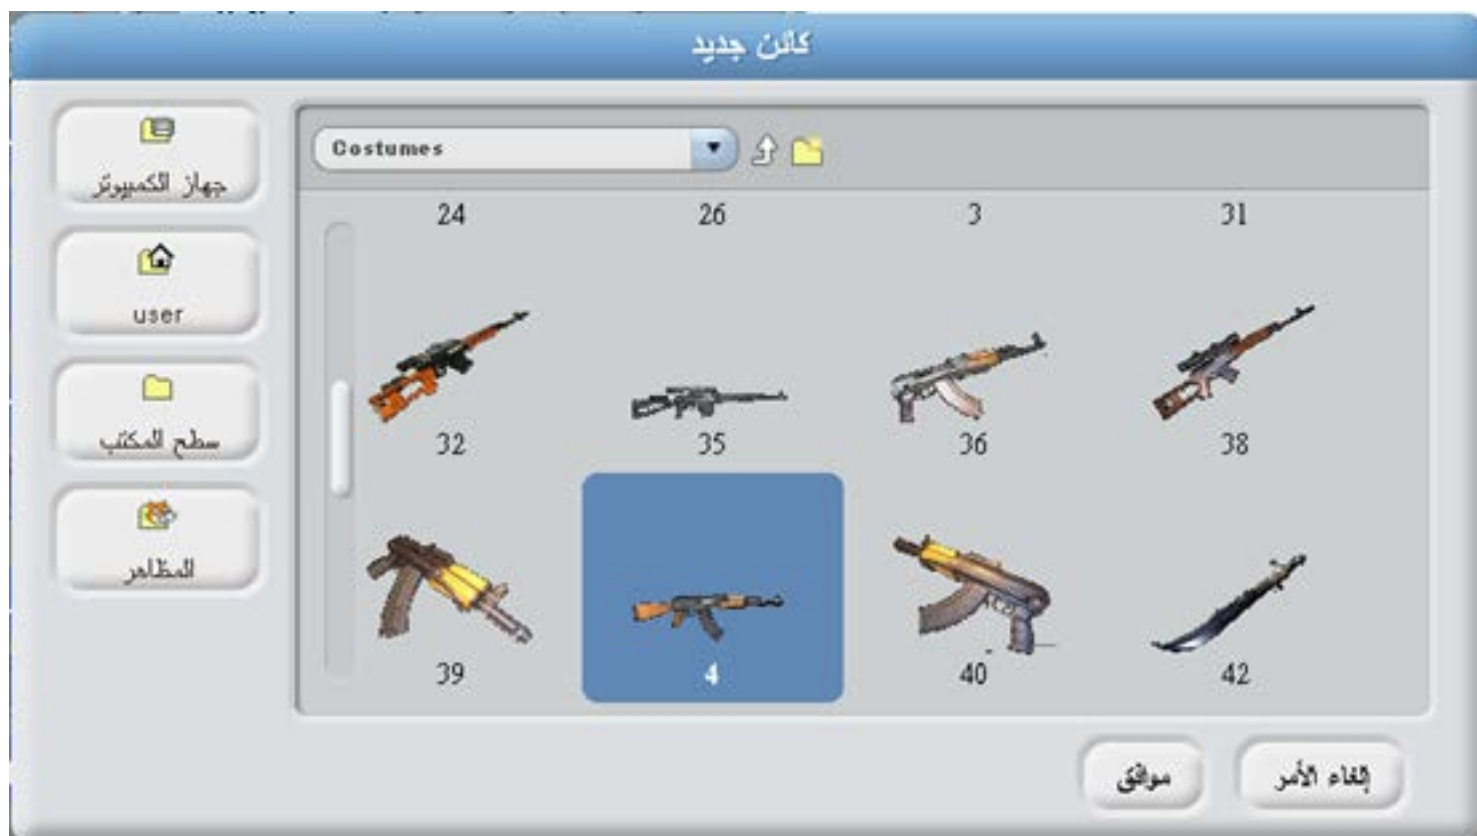 كائن جديد
جهاز الكمبيوتر
user
سطح المكتب
المظاهر
Costumes
24 26 3 31
32 35 36 38
39 4 40 42
موافق إلغاء الأمر